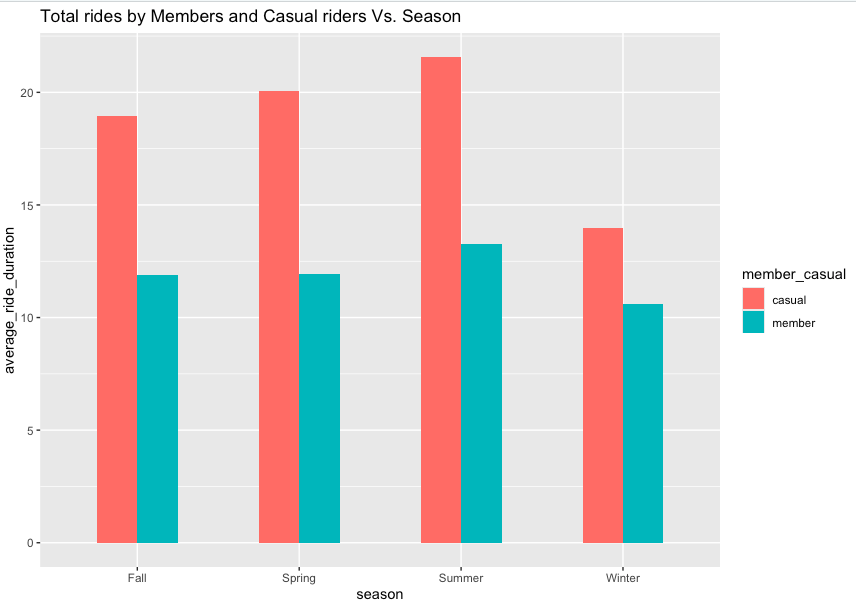 Total rides by Members and Casual riders Vs. Season
average_ride_duration
20
15
10
5
0
Fall
Spring
Summer
Winter
season
member_casual
casual
member